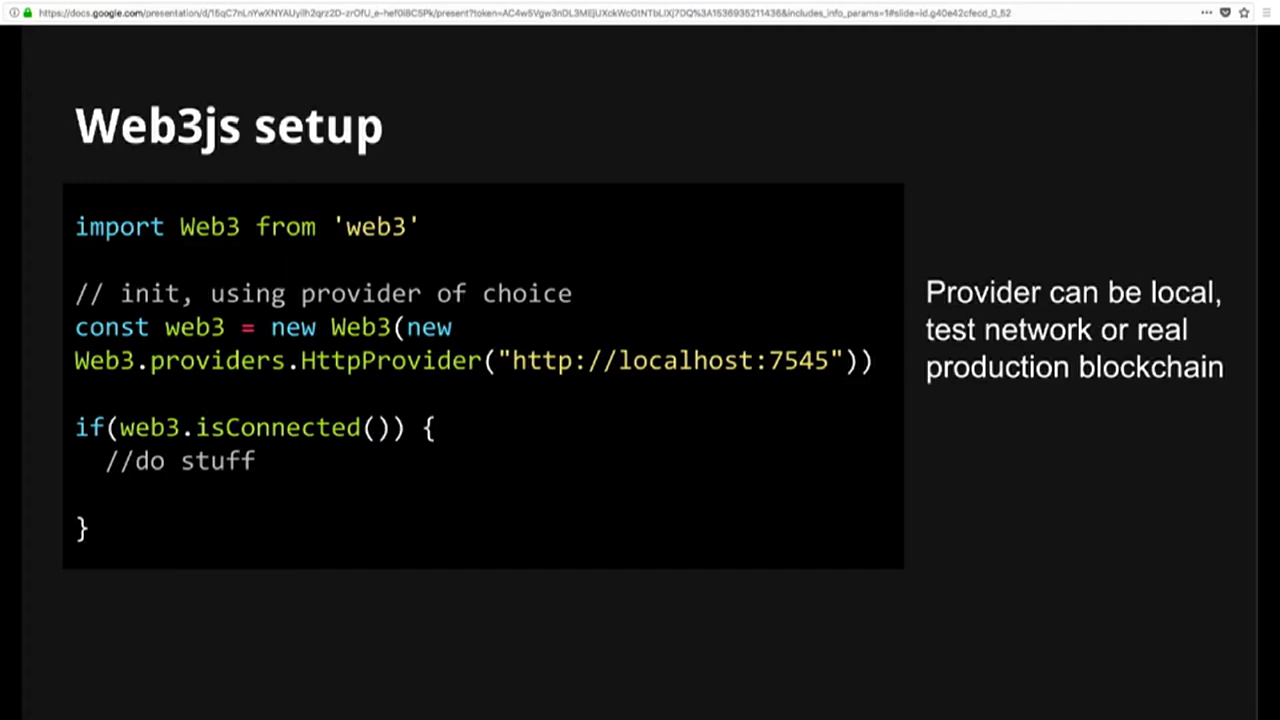 Web3js setup
import Web3 from 'web3'
// init, using provider of choice
const web3 = new Web3(new
Web3.providers.HttpProvider("http://localhost:7545"))
if(web3.isConnected()) {
//do stuff
}
Provider can be local,
test network or real
production blockchain